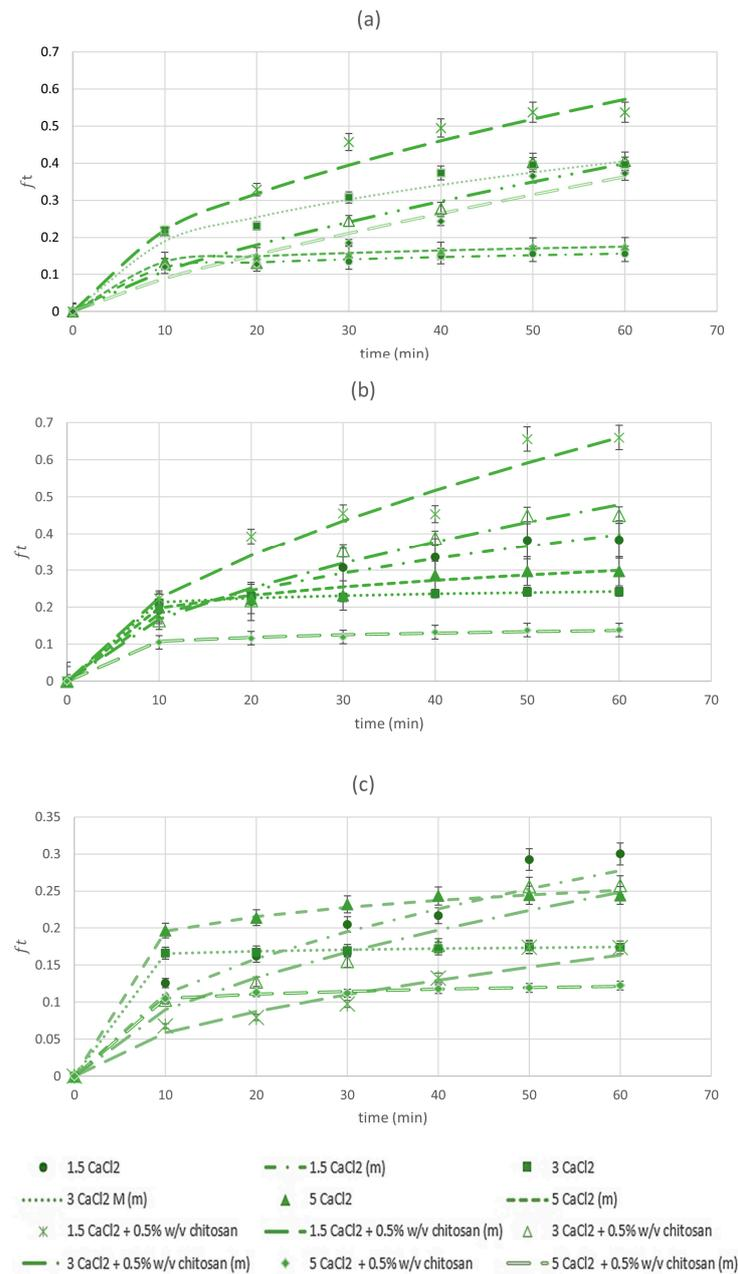 (a)
0.7
0.6
0.5
0.4
0.3
0.2
0.1
0
ft
0 10 20 30 40 50 60 70
time (min)
(b)
0.7
0.6
0.5
0.4
0.3
0.2
0.1
0
ft
0 10 20 30 40 50 60 70
time (min)
(c)
0.35
0.3
0.25
0.2
0.15
0.1
0.05
0
ft
0 10 20 30 40 50 60 70
time (min)
1.5 CaCl2 1.5 CaCl2 (m) 3 CaCl2
3 CaCl2 M (m) 5 CaCl2 5 CaCl2 (m)
1.5 CaCl2 + 0.5% w/v chitosan 1.5 CaCl2 + 0.5% w/v chitosan (m) 3 CaCl2 + 0.5% w/v chitosan
3 CaCl2 + 0.5% w/v chitosan (m) 5 CaCl2 + 0.5% w/v chitosan 5 CaCl2 + 0.5% w/v chitosan (m)